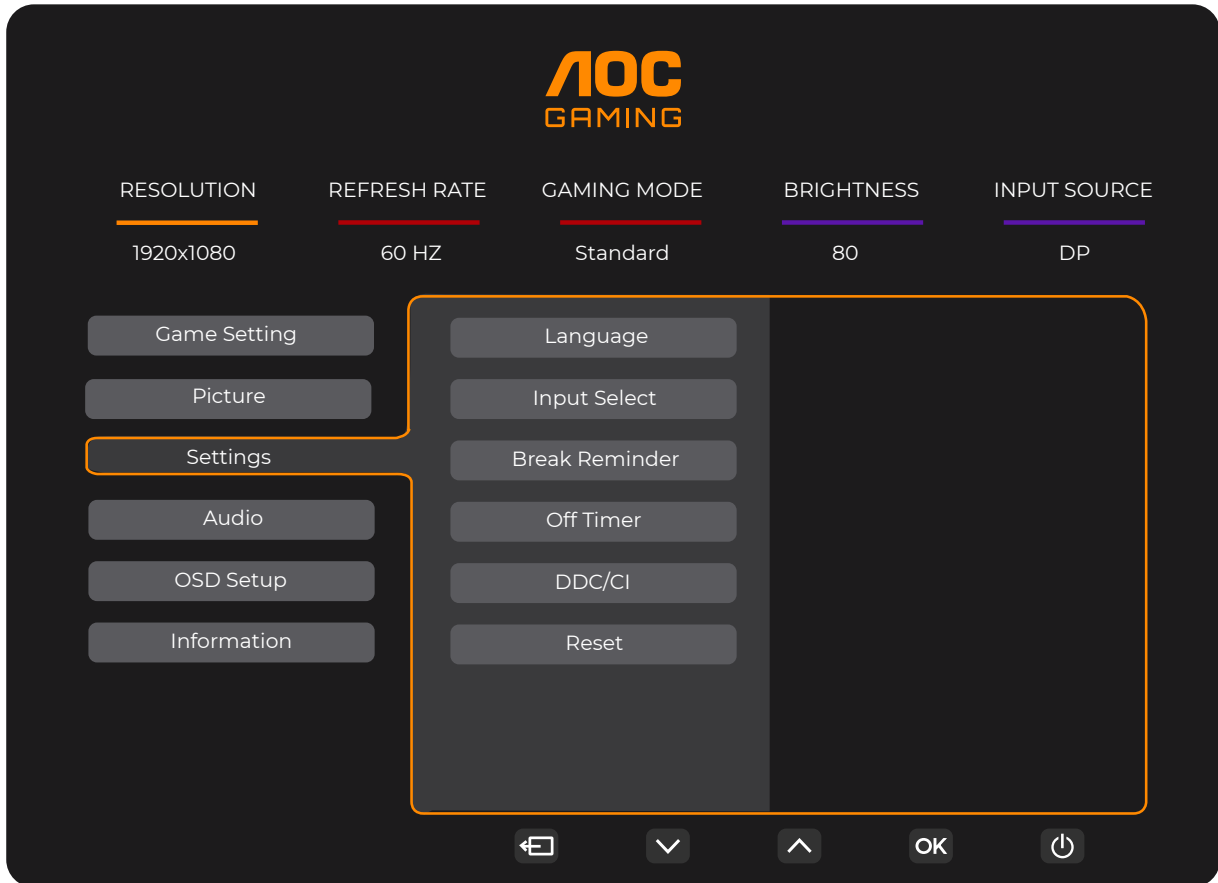 AOC
GAMING
RESOLUTION REFRESH RATE GAMING MODE BRIGHTNESS INPUT SOURCE
1920x1080 60 HZ Standard 80 DP
Game Setting
Picture
Settings
Audio
OSD Setup
Information
Language
Input Select
Break Reminder
Off Timer
DDC/CI
Reset
OK